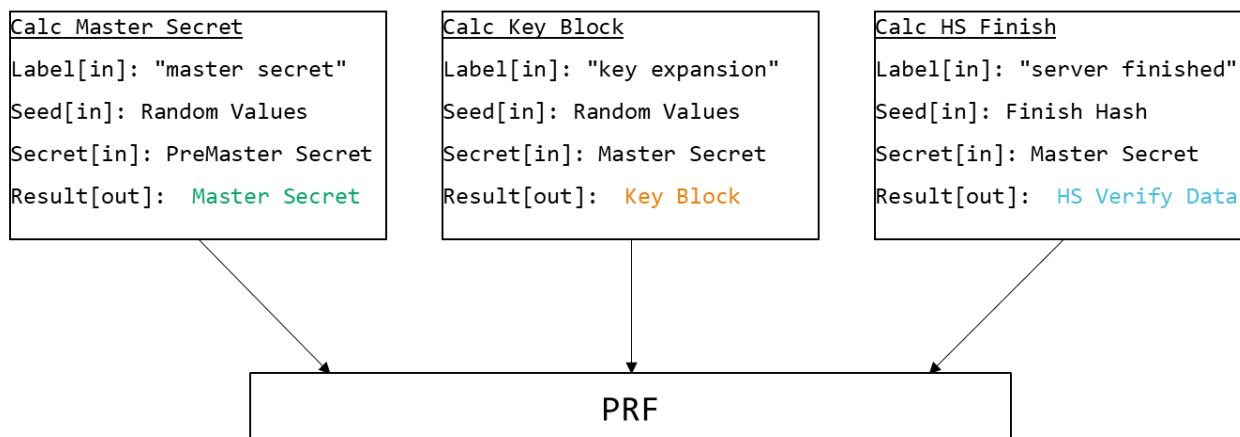 Calc Master Secret
Label[in]: "master secret"
Seed[in]: Random Values
Secret[in]: PreMaster Secret
Result[out]: Master Secret
Calc Key Block
Label[in]: "key expansion"
Seed[in]: Random Values
Secret[in]: Master Secret
Result[out]: Key Block
Calc HS Finish
Label[in]: "server finished"
Seed[in]: Finish Hash
Secret[in]: Master Secret
Result[out]: HS Verify Data
PRF